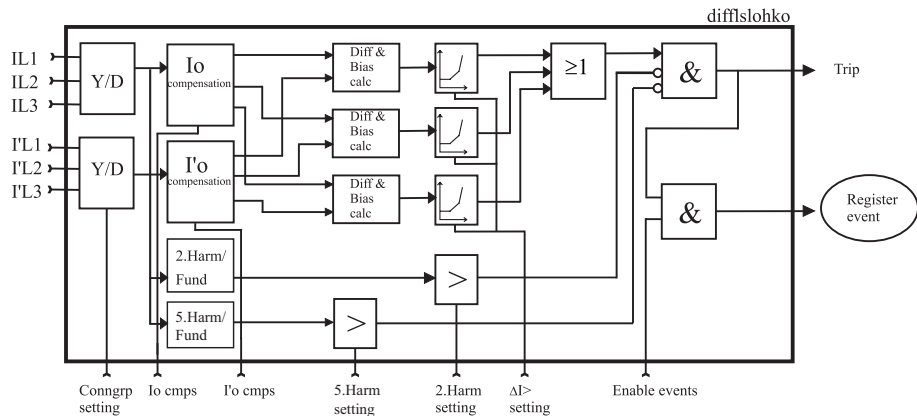 difflslohko
IL1
IL2
IL3
I'L1
I'L2
I'L3
Y/D
Y/D
Io
compensation
I'o
compensation
2.Harm/
Fund
5.Harm/
Fund
Diff &
Bias
calc
Diff &
Bias
calc
Diff &
Bias
calc
>
>
≥1
&
&
Trip
Register
event
Conngrp
setting
Io cmps
I'o cmps
5.Harm
setting
2.Harm
setting
ΔI>
setting
Enable events